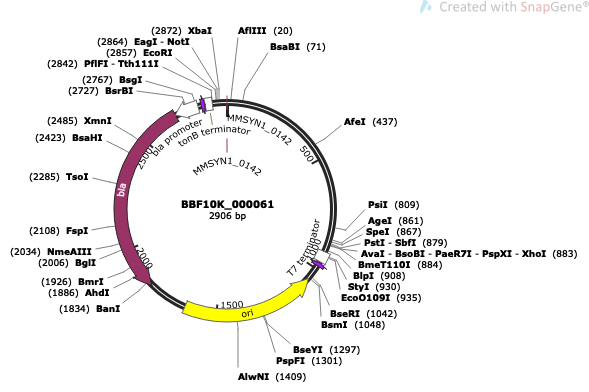 Created with SnapGene®
(2872) XbaI
(2864) EagI - NotI
(2857) EcoRI
(2842) PflFI - Tth111I
(2767) BsgI
(2727) BsrBI
(2485) XmnI
(2423) BsaHI
(2285) TsoI
(2108) FspI
(2034) NmeAIII
(2006) BglI
(1926) BmrI
(1886) AhdI
(1834) BanI
AflIII (20)
BsaBI (71)
AfeI (437)
PsiI (809)
AgeI (861)
SpeI (867)
PstI - SbfI (879)
AvaI - BsoBI - PaeR7I - PspXI - XhoI (883)
BmeT110I (884)
BlpI (908)
StyI (930)
EcoO109I (935)
BseRI (1042)
BsmI (1048)
BseYI (1297)
PspFI (1301)
AlwNI (1409)
bla promoter
tonB terminator
MMSYN1_0142
MMSYN1_0142
T7 terminator
bla
ori
500
1000
1500
2000
2500
BBF10K_000061
2906 bp